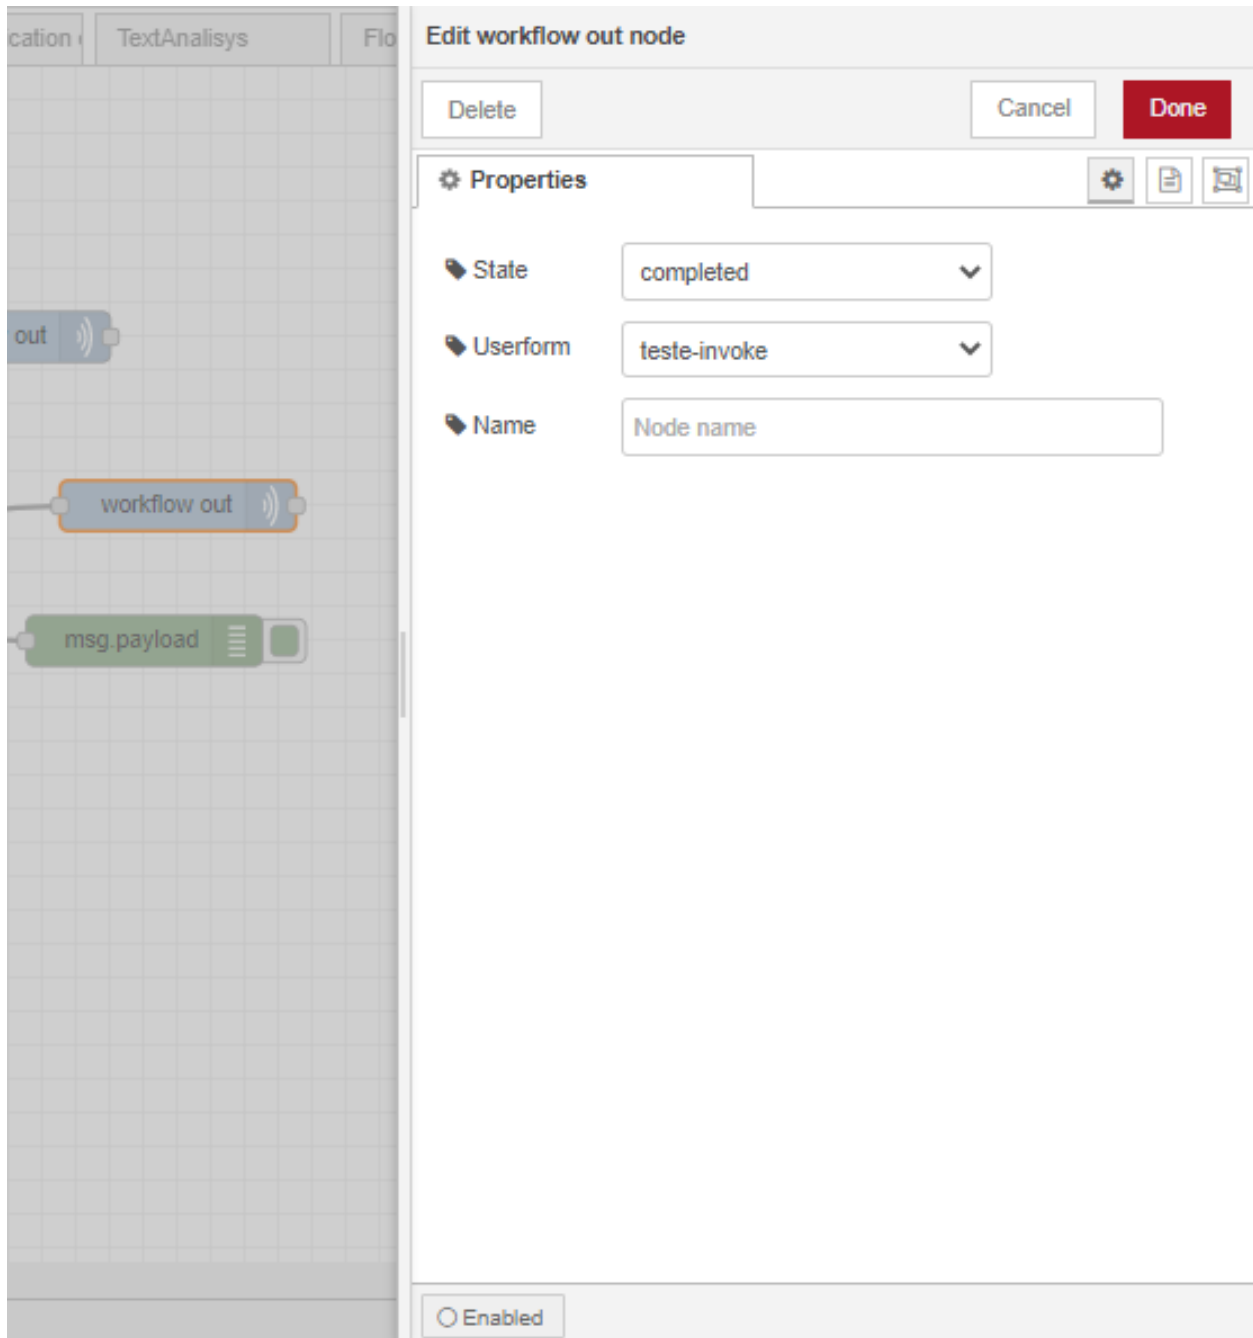 cation
TextAnalisys
Flo
Edit workflow out node
Delete
Cancel
Done
Properties
State
completed
out
Userform
teste-invoke
Name
Node name
workflow out
msg.payload
Enabled